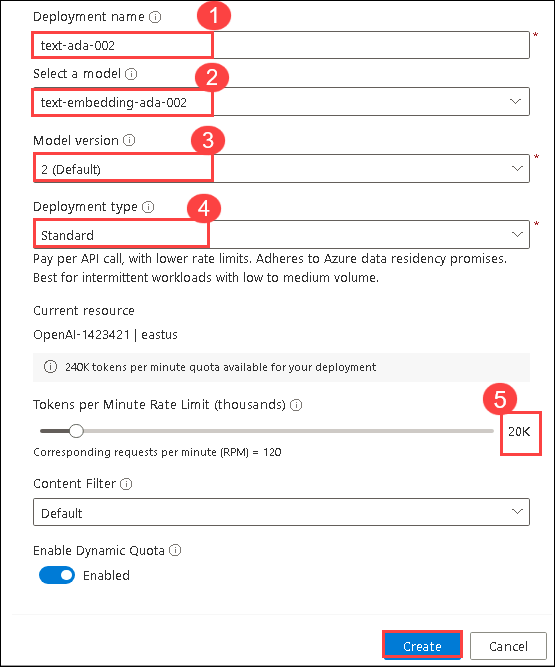 Deployment name
1
text-ada-002
*
Select a model
2
text-embedding-ada-002
Model version
3
2 (Default)
*
Deployment type
4
Standard
*
Pay per API call, with lower rate limits. Adheres to Azure data residency promises.
Best for intermittent workloads with low to medium volume.
Current resource
OpenAI-1423421 | eastus
240K tokens per minute quota available for your deployment
5
Tokens per Minute Rate Limit (thousands)
20K
Corresponding requests per minute (RPM) = 120
Content Filter
Default
Enable Dynamic Quota
Enabled
Create Cancel